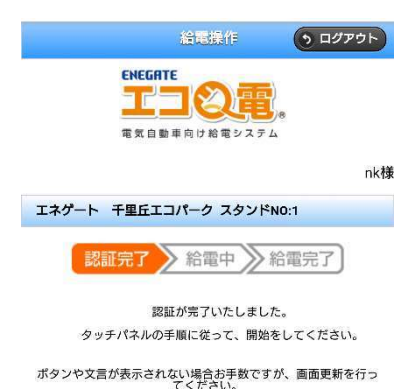 給電操作
ログアウト
ENEGATE
エコQ電®
電気自動車向け給電システム
nk様
エネゲート 千里丘エコパーク スタンドNO:1
認証完了 給電中 給電完了
認証が完了いたしました。
タッチパネルの手順に従って、開始をしてください。
ボタンや文言が表示されない場合お手数ですが、画面更新を行っ
てください。